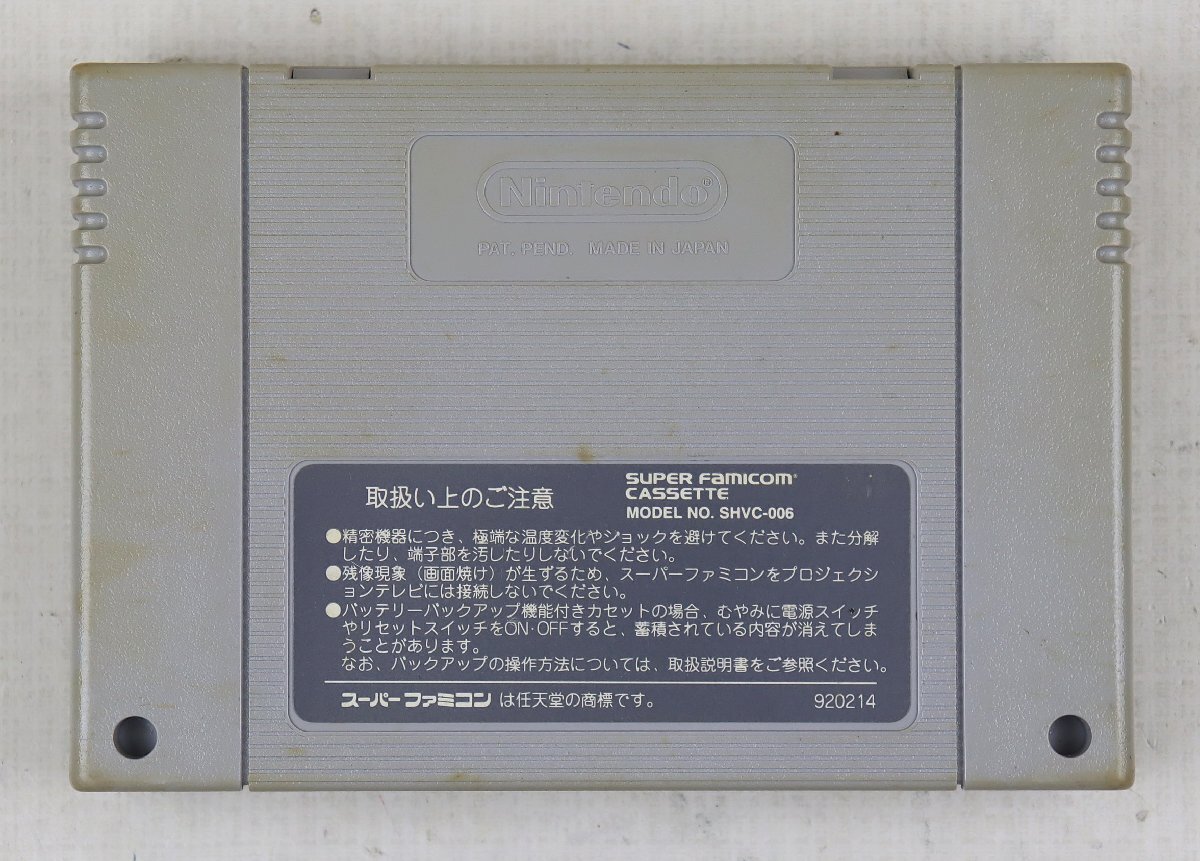 Nintendo®
PAT. PEND. MADE IN JAPAN
取扱い上のご注意
SUPER FAMICOM®
CASSETTE
MODEL NO. SHVC-006
●精密機器につき、極端な温度変化やショックを避けてください。また分解
したり、端子部を汚したりしないでください。
●残像現象（画面焼け）が生ずるため、スーパーファミコンをプロジェクシ
ョンテレビには接続しないでください。
●バッテリーバックアップ機能付きカセットの場合、むやみに電源スイッチ
やリセットスイッチをON·OFFすると、蓄積されている内容が消えてしま
うことがあります。
なお、バックアップの操作方法については、取扱説明書をご参照ください。
スーパーファミコン は任天堂の商標です。
920214